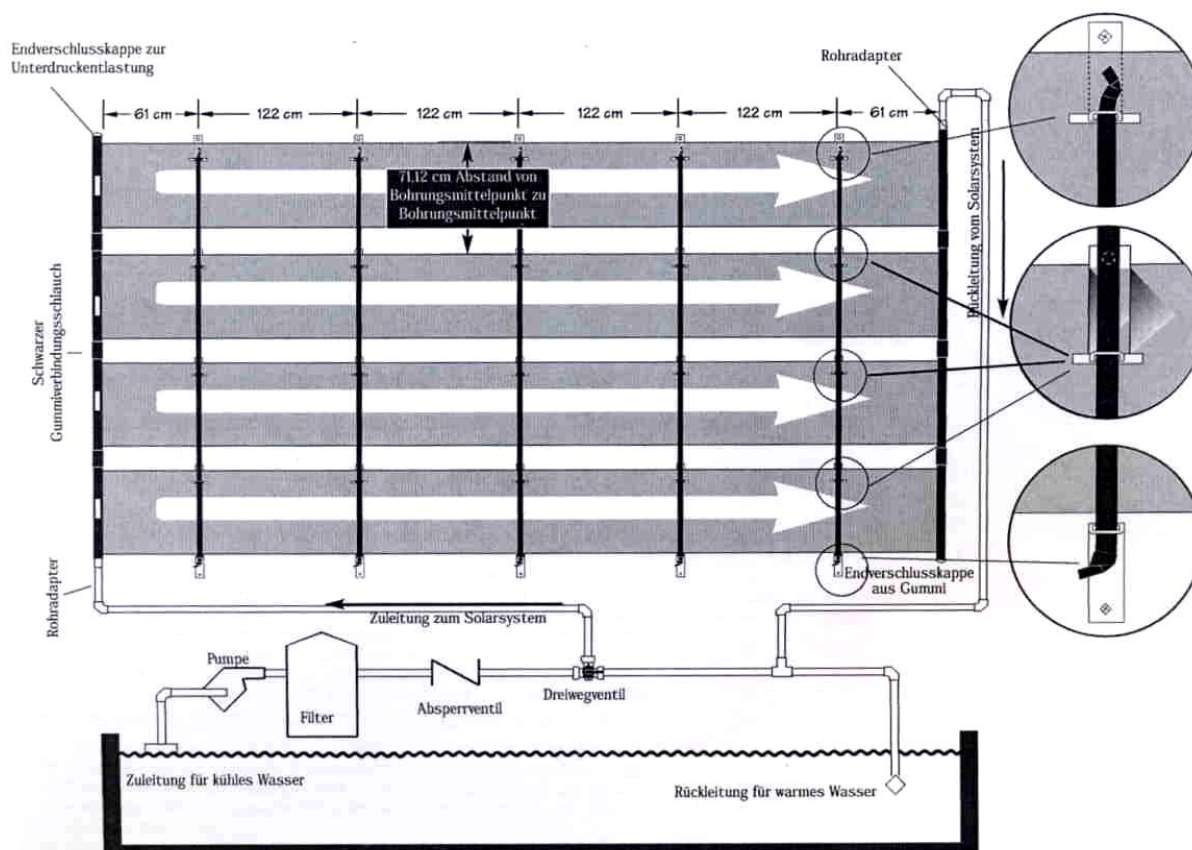 Endverschlusskappe zur
Unterdruckentlastung
Rohradapter
61 cm
122 cm
122 cm
122 cm
122 cm
61 cm
71,12 cm Abstand von
Bohrungsmittelpunkt zu
Bohrungsmittelpunkt
Rückleitung vom Solarsystem
Schwarzer
Gummiverbindungsschlauch
Rohradapter
Endverschlusskappe
aus Gummi
Zuleitung zum Solarsystem
Pumpe
Filter
Absperrventil
Dreiwegventil
Zuleitung für kühles Wasser
Rückleitung für warmes Wasser